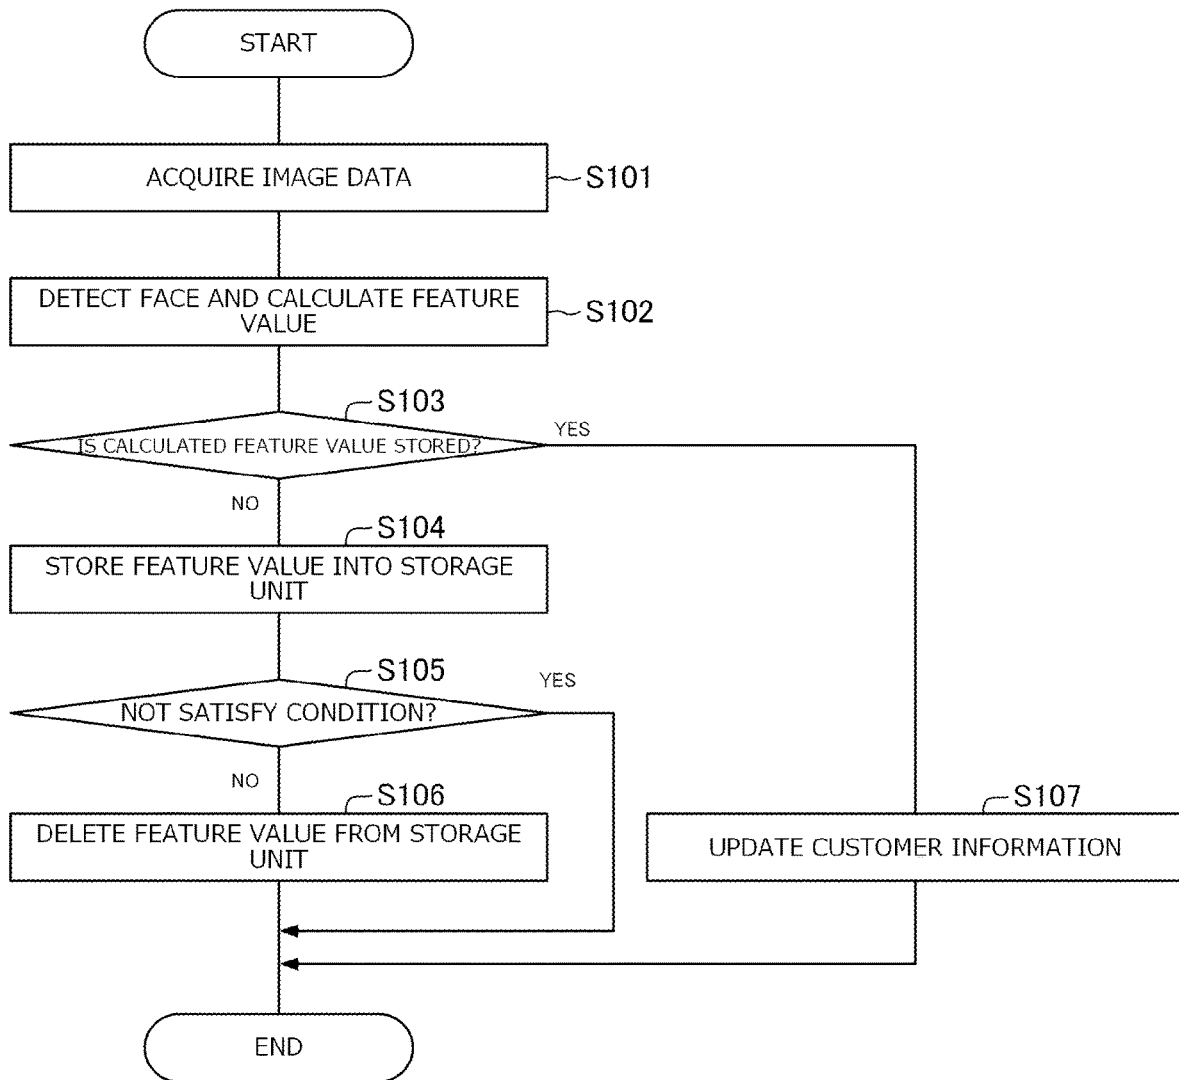 START
ACQUIRE IMAGE DATA
S101
DETECT FACE AND CALCULATE FEATURE
VALUE
S102
S103
IS CALCULATED FEATURE VALUE STORED?
YES
NO
S104
STORE FEATURE VALUE INTO STORAGE
UNIT
S105
YES
NOT SATISFY CONDITION?
NO
S106
DELETE FEATURE VALUE FROM STORAGE
UNIT
S107
UPDATE CUSTOMER INFORMATION
END